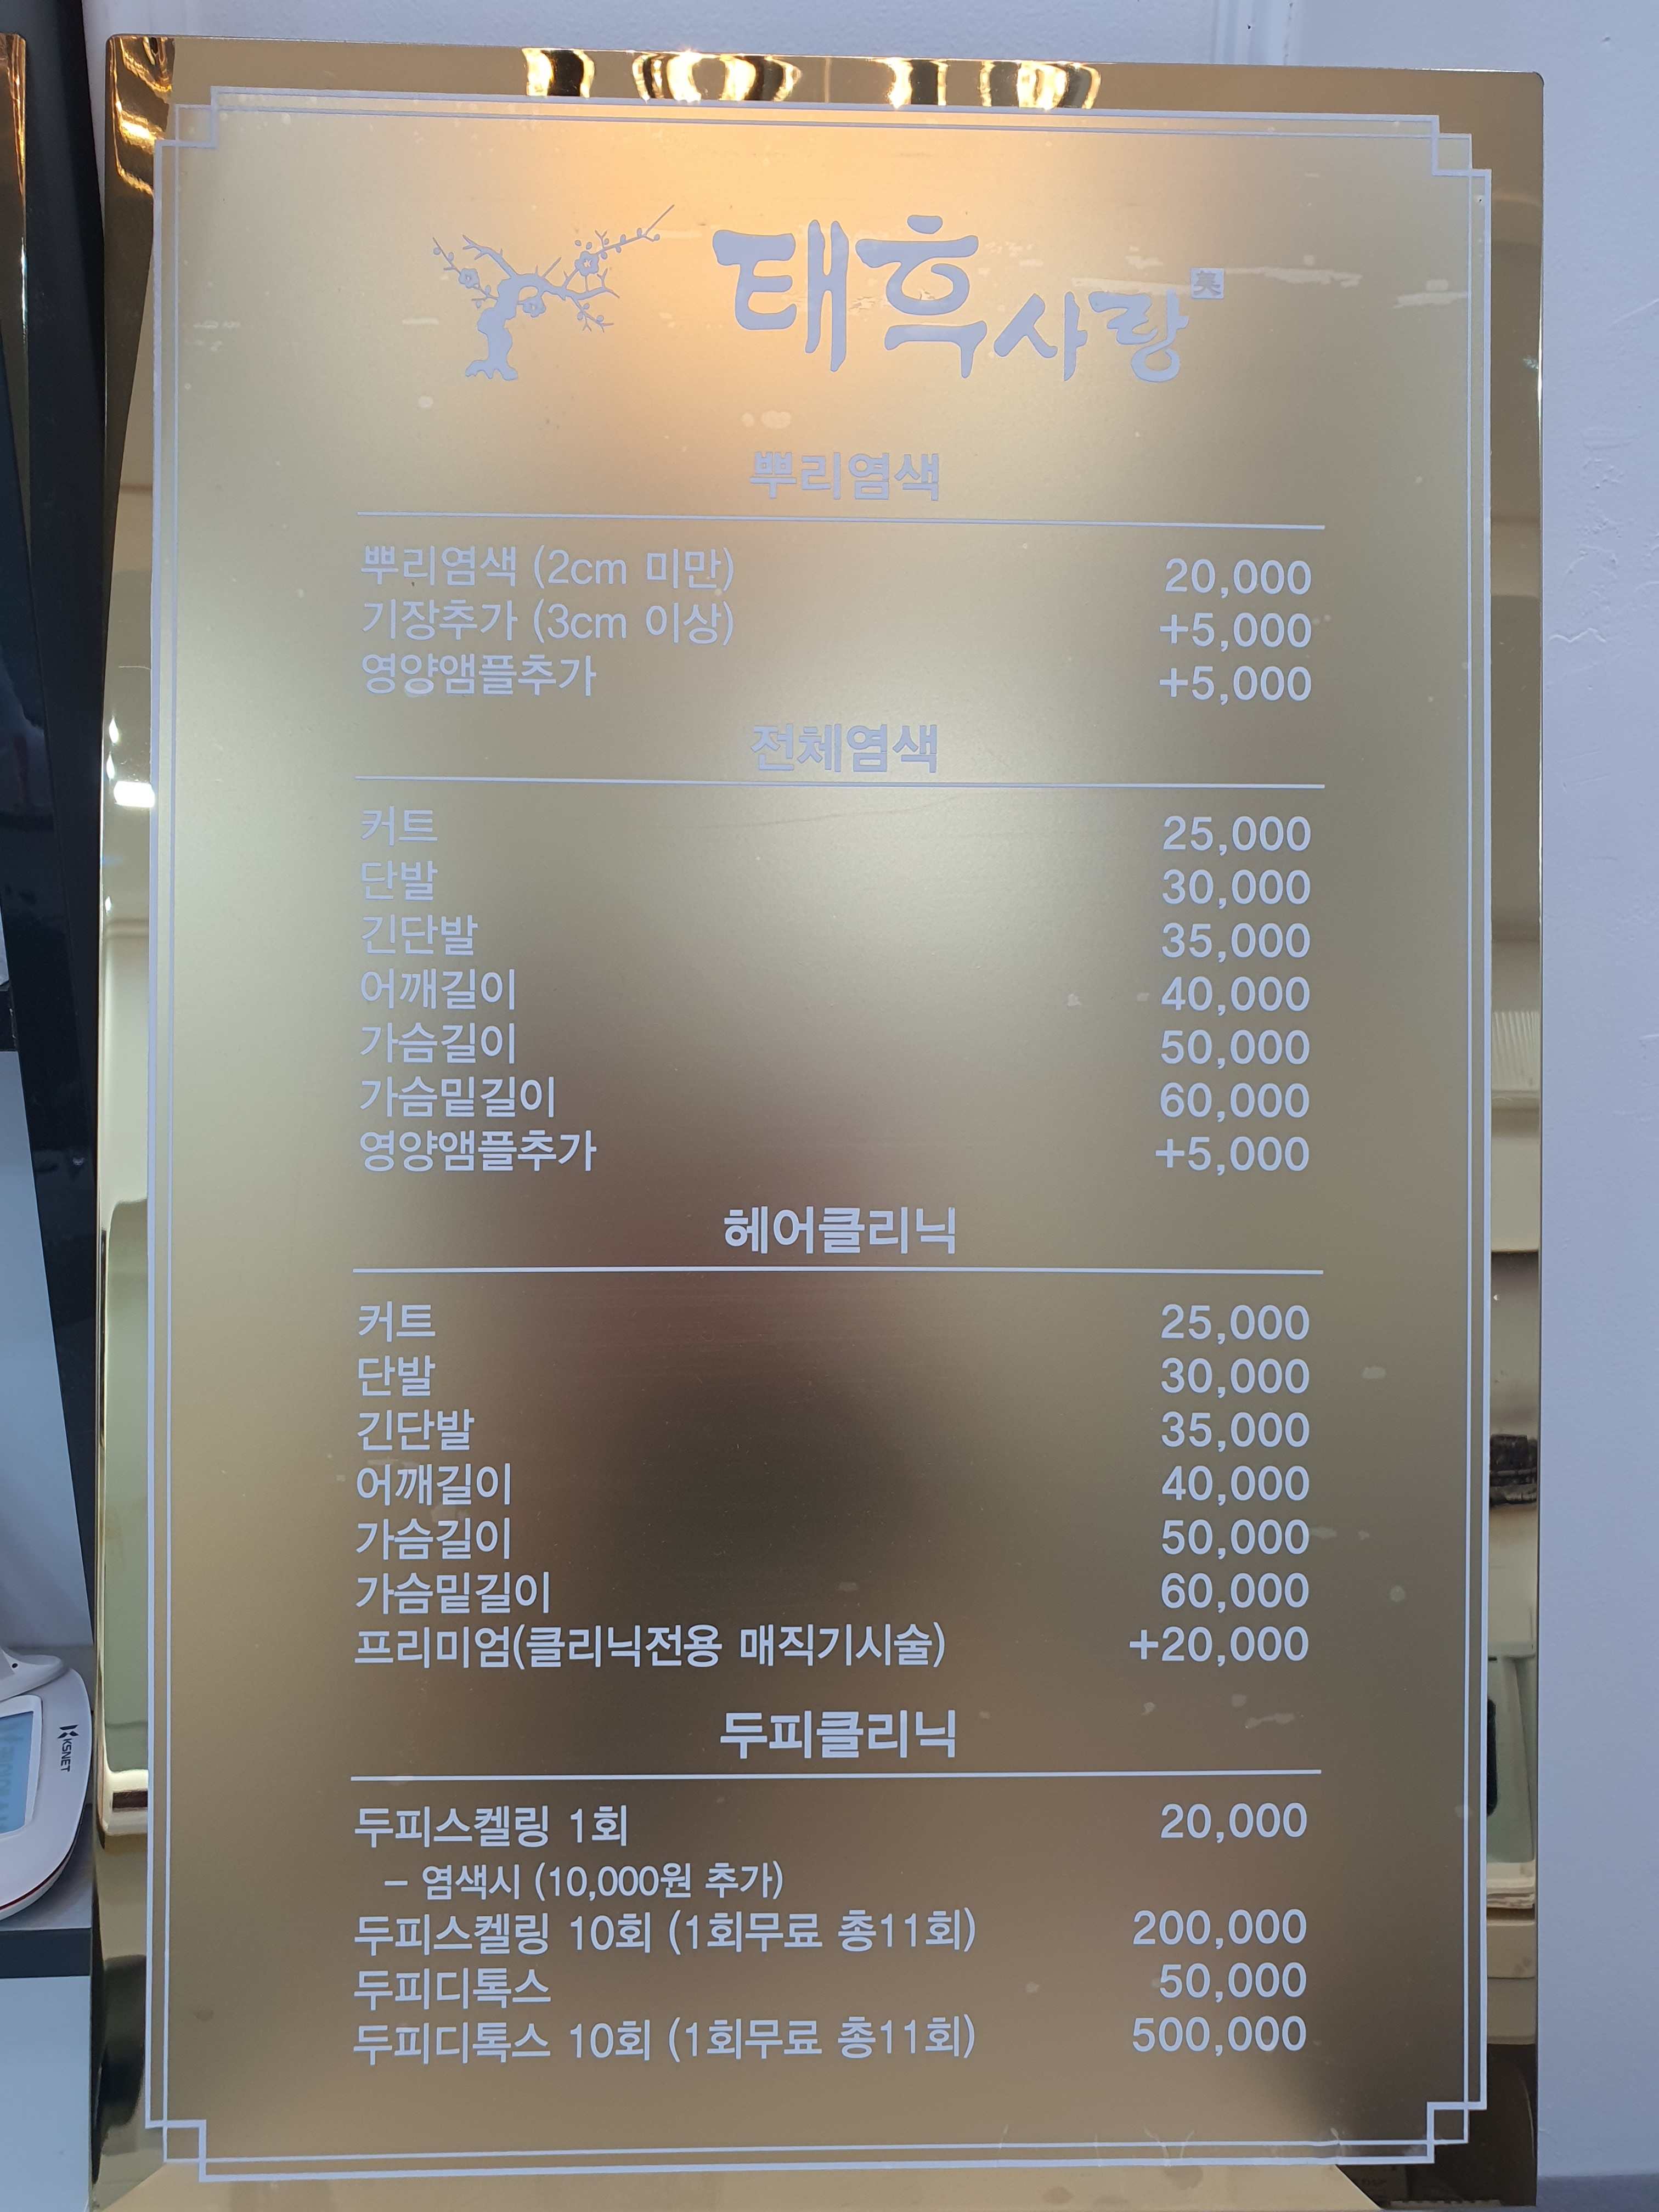 태흑사랑 美
뿌리염색
뿌리염색 (2cm 미만) 20,000
기장추가 (3cm 이상) +5,000
영양앰플추가 +5,000
전체염색
커트 25,000
단발 30,000
긴단발 35,000
어깨길이 40,000
가슴길이 50,000
가슴밑길이 60,000
영양앰플추가 +5,000
헤어클리닉
커트 25,000
단발 30,000
긴단발 35,000
어깨길이 40,000
가슴길이 50,000
가슴밑길이 60,000
프리미엄(클리닉전용 매직기시술) +20,000
두피클리닉
두피스켈링 1회 20,000
– 염색시 (10,000원 추가)
두피스켈링 10회 (1회무료 총11회) 200,000
두피디톡스 50,000
두피디톡스 10회 (1회무료 총11회) 500,000
KSNET